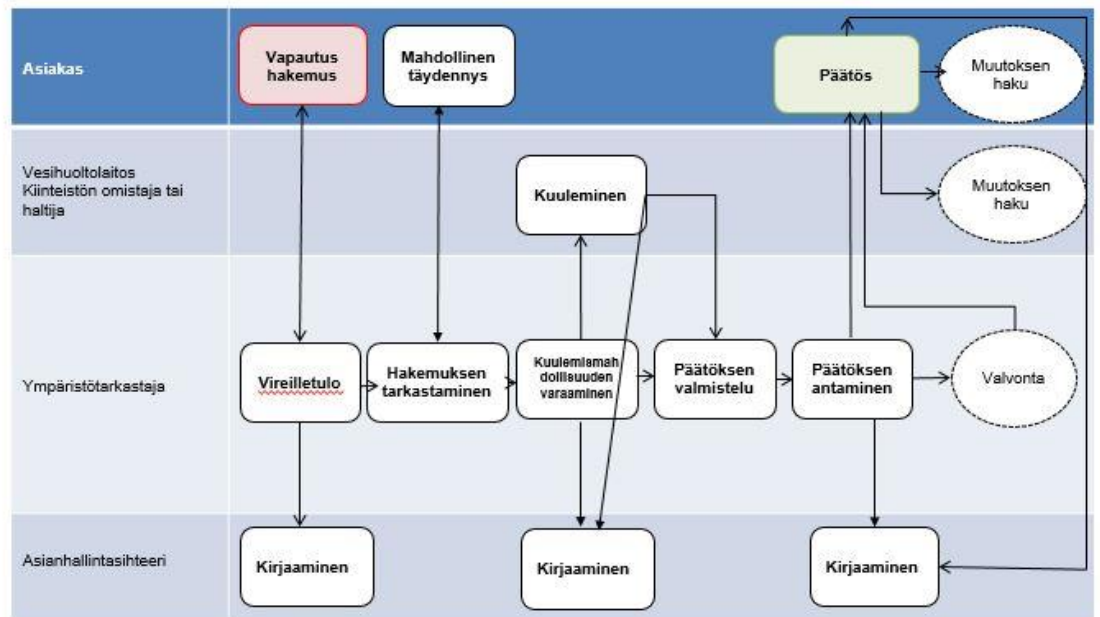 Asiakas
Vapautus
hakemus
Mahdollinen
täydennys
Päätös
Muutoksen
haku
Vesihuoltolaitos
Kiinteistön omistaja tai
haltija
Kuuleminen
Muutoksen
haku
Ympäristötarkastaja
Vireilletulo
Hakemuksen
tarkastaminen
Kuulemismah
dollisuuden
varaaminen
Päätöksen
valmistelu
Päätöksen
antaminen
Valvonta
Asianhallintasihteeri
Kirjaaminen
Kirjaaminen
Kirjaaminen